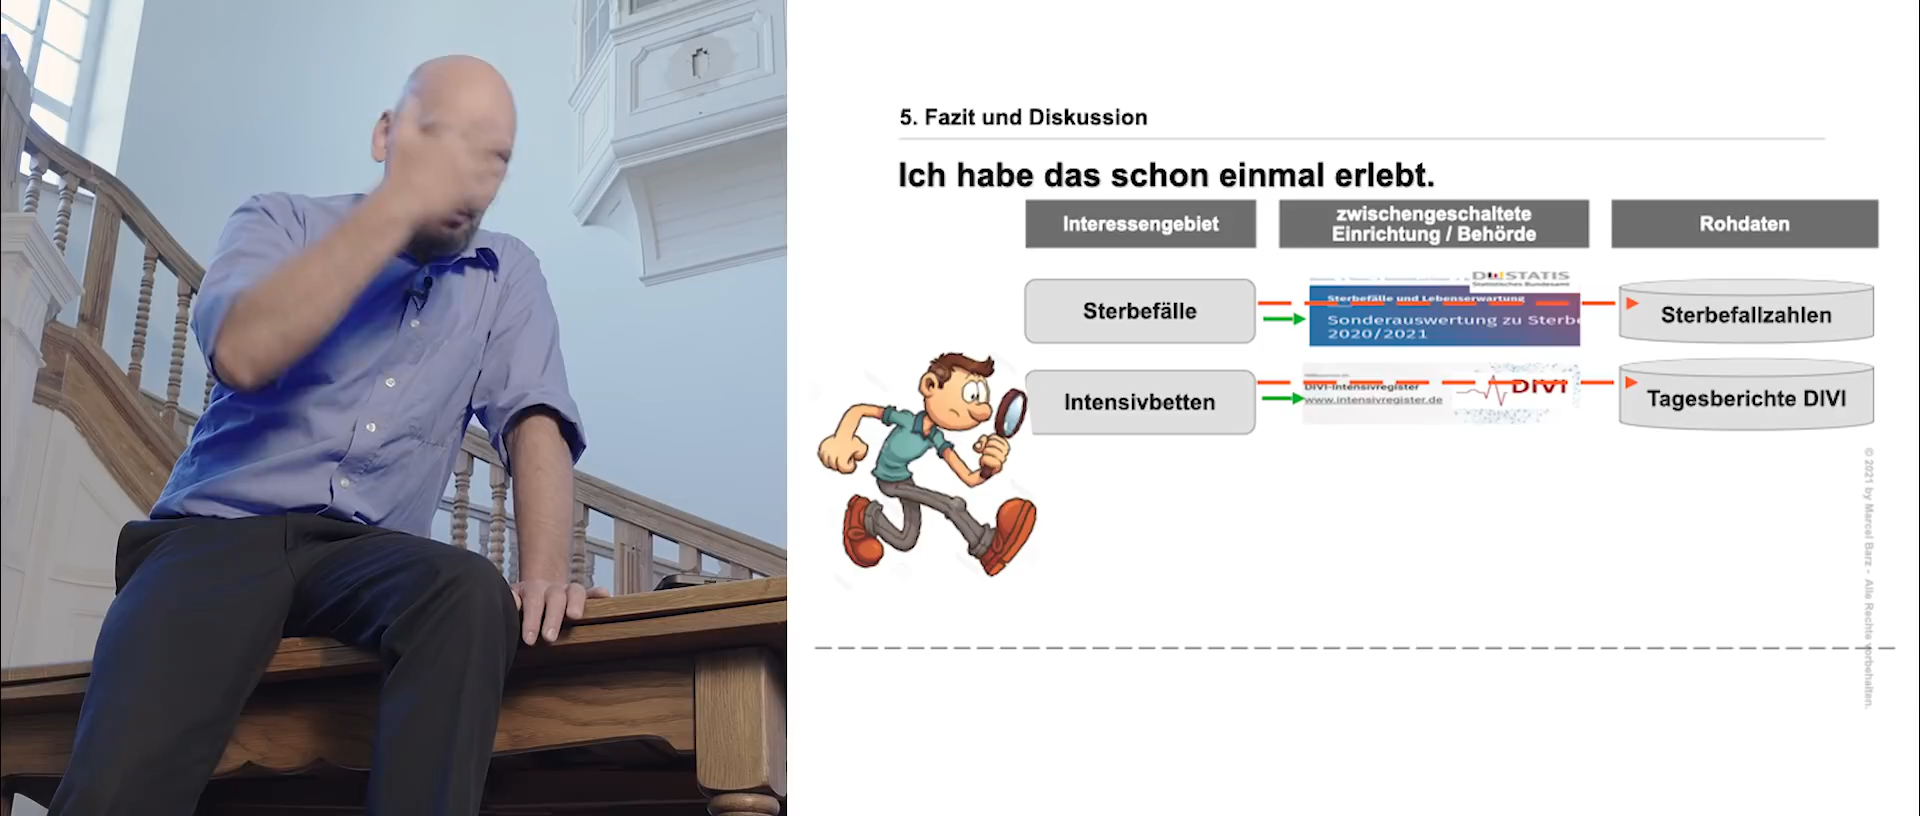 5. Fazit und Diskussion
Ich habe das schon einmal erlebt.
Interessengebiet
zwischengeschaltete
Einrichtung / Behörde
Rohdaten
Sterbefälle
DESTATIS
Statistisches Bundesamt
Sterbefälle und Lebenserwartung
Sonderauswertung zu Sterbe
2020/2021
Sterbefallzahlen
Intensivbetten
DIVI-Intensivregister
www.intensivregister.de
DIVI
Tagesberichte DIVI
© 2021 by Marcel Barz - Alle Rechte vorbehalten.